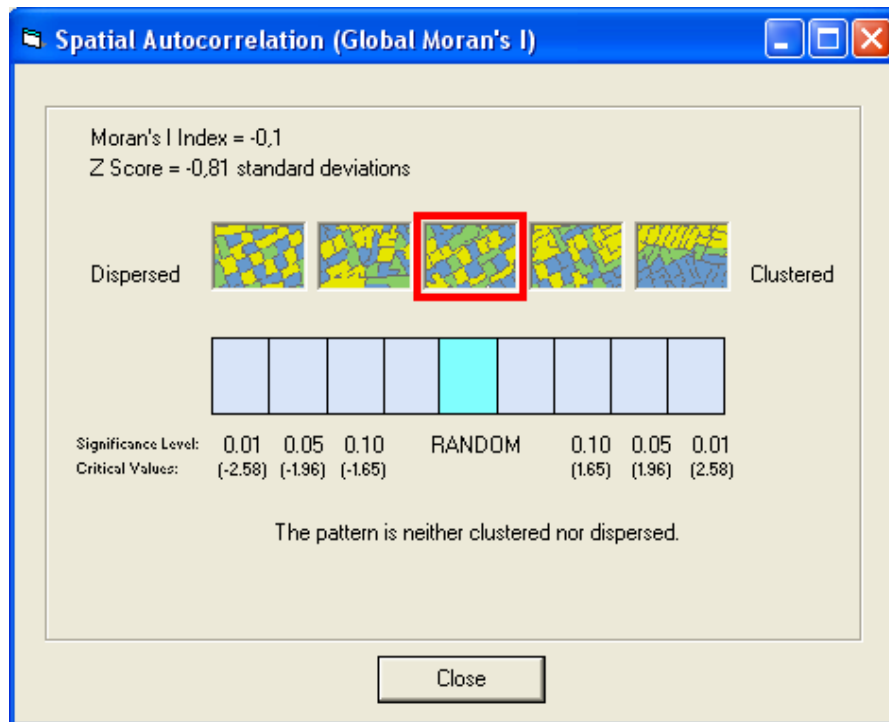 Spatial Autocorrelation (Global Moran's I)
Moran's I Index = -0,1
Z Score = -0,81 standard deviations
Dispersed
Clustered
Significance Level: 0.01 0.05 0.10 RANDOM 0.10 0.05 0.01
Critical Values: (-2.58) (-1.96) (-1.65) (1.65) (1.96) (2.58)
The pattern is neither clustered nor dispersed.
Close